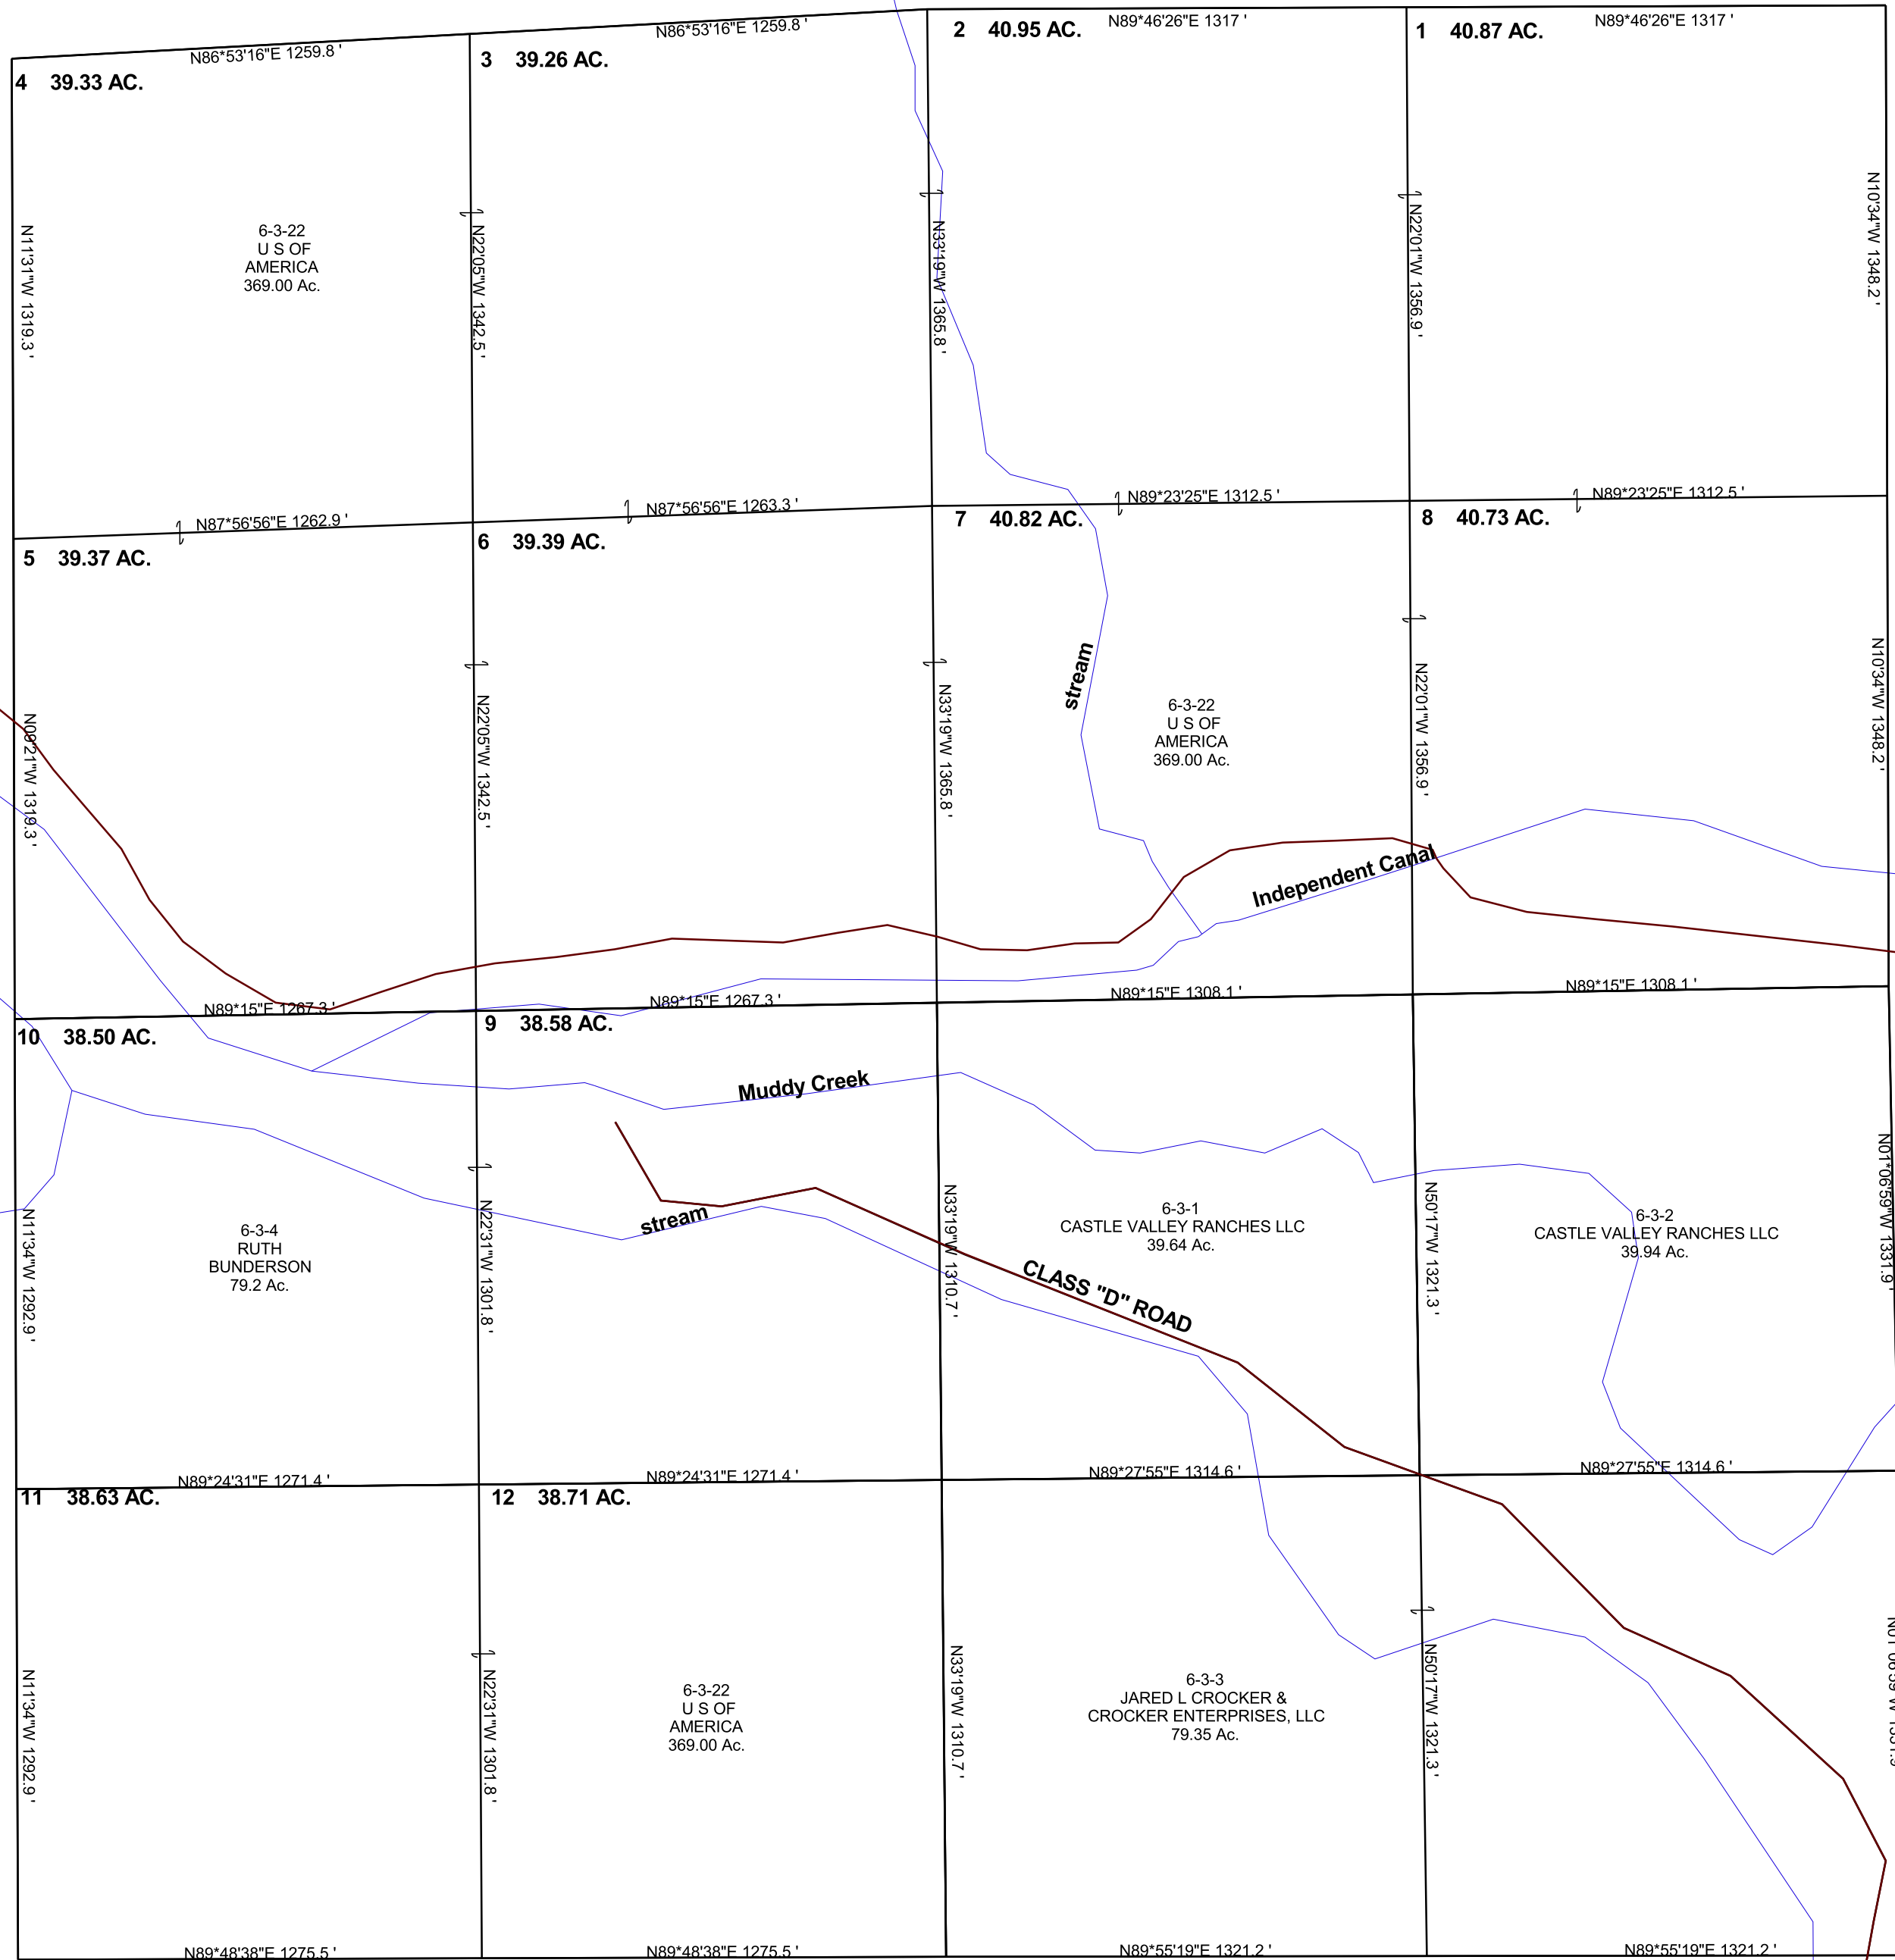 N86*53'16"E 1259.8 '
N86*53'16"E 1259.8 '
N89*46'26"E 1317 '
N89*46'26"E 1317 '
4 39.33 AC.
3 39.26 AC.
2 40.95 AC.
1 40.87 AC.
N11'31"W 1319.3 '
6-3-22
U S OF
AMERICA
369.00 Ac.
N22'05"W 1342.5 '
N33'19"W 1365.8 '
N22'01"W 1356.9 '
N10'34"W 1348.2 '
N87*56'56"E 1262.9 '
N87*56'56"E 1263.3 '
N89*23'25"E 1312.5 '
N89*23'25"E 1312.5 '
5 39.37 AC.
6 39.39 AC.
7 40.82 AC.
8 40.73 AC.
N09'21"W 1319.3 '
N22'05"W 1342.5 '
N33'19"W 1365.8 '
stream
6-3-22
U S OF
AMERICA
369.00 Ac.
N22'01"W 1356.9 '
N10'34"W 1348.2 '
Independent Canal
N89*15"E 1267.3 '
N89*15"E 1267.3 '
N89*15"E 1308.1 '
N89*15"E 1308.1 '
10 38.50 AC.
9 38.58 AC.
Muddy Creek
N11'34"W 1292.9 '
6-3-4
RUTH
BUNDERSON
79.2 Ac.
N22'31"W 1301.8 '
stream
N33'19"W 1310.7 '
6-3-1
CASTLE VALLEY RANCHES LLC
39.64 Ac.
CLASS "D" ROAD
N50'17"W 1321.3 '
6-3-2
CASTLE VALLEY RANCHES LLC
39.94 Ac.
N01*06'59"W 1331.9 '
N89*24'31"E 1271.4 '
N89*24'31"E 1271.4 '
N89*27'55"E 1314.6 '
N89*27'55"E 1314.6 '
11 38.63 AC.
12 38.71 AC.
N11'34"W 1292.9 '
N22'31"W 1301.8 '
6-3-22
U S OF
AMERICA
369.00 Ac.
N33'19"W 1310.7 '
6-3-3
JARED L CROCKER &
CROCKER ENTERPRISES, LLC
79.35 Ac.
N50'17"W 1321.3 '
N89*48'38"E 1275.5 '
N89*48'38"E 1275.5 '
N89*55'19"E 1321.2 '
N89*55'19"E 1321.2 '